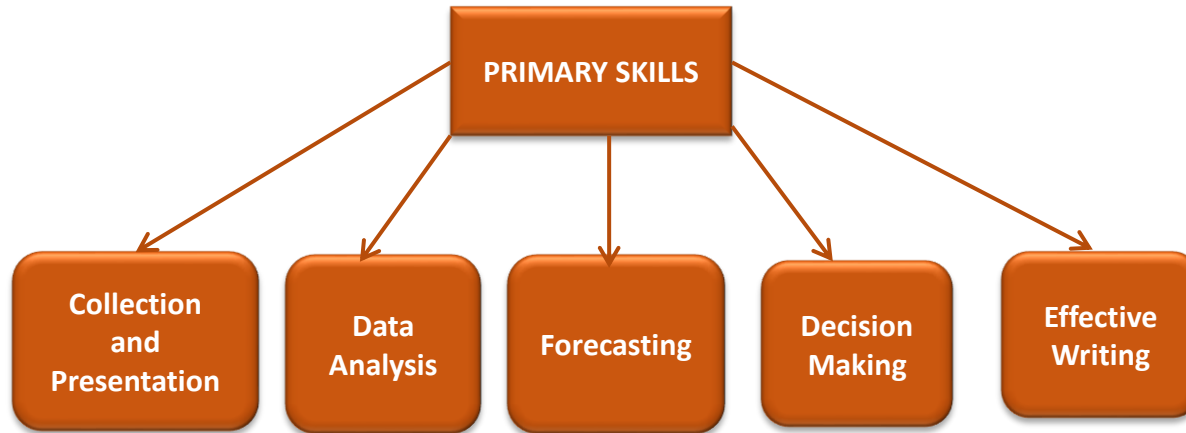 PRIMARY SKILLS
Collection
and
Presentation
Data
Analysis
Forecasting
Decision
Making
Effective
Writing